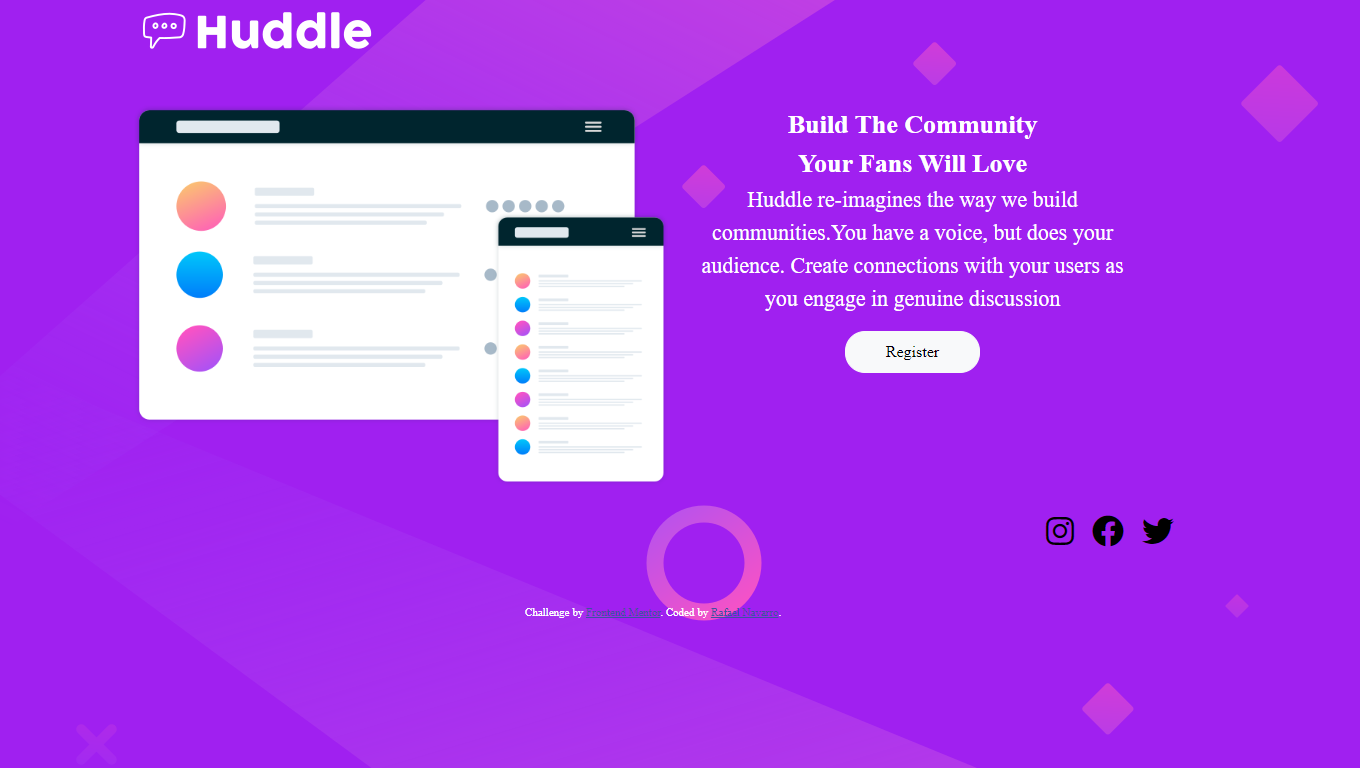 Huddle
Build The Community
Your Fans Will Love
Huddle re-imagines the way we build
communities.You have a voice, but does your
audience. Create connections with your users as
you engage in genuine discussion
Register
Challenge by Frontend Mentor. Coded by Rafael Navarro.